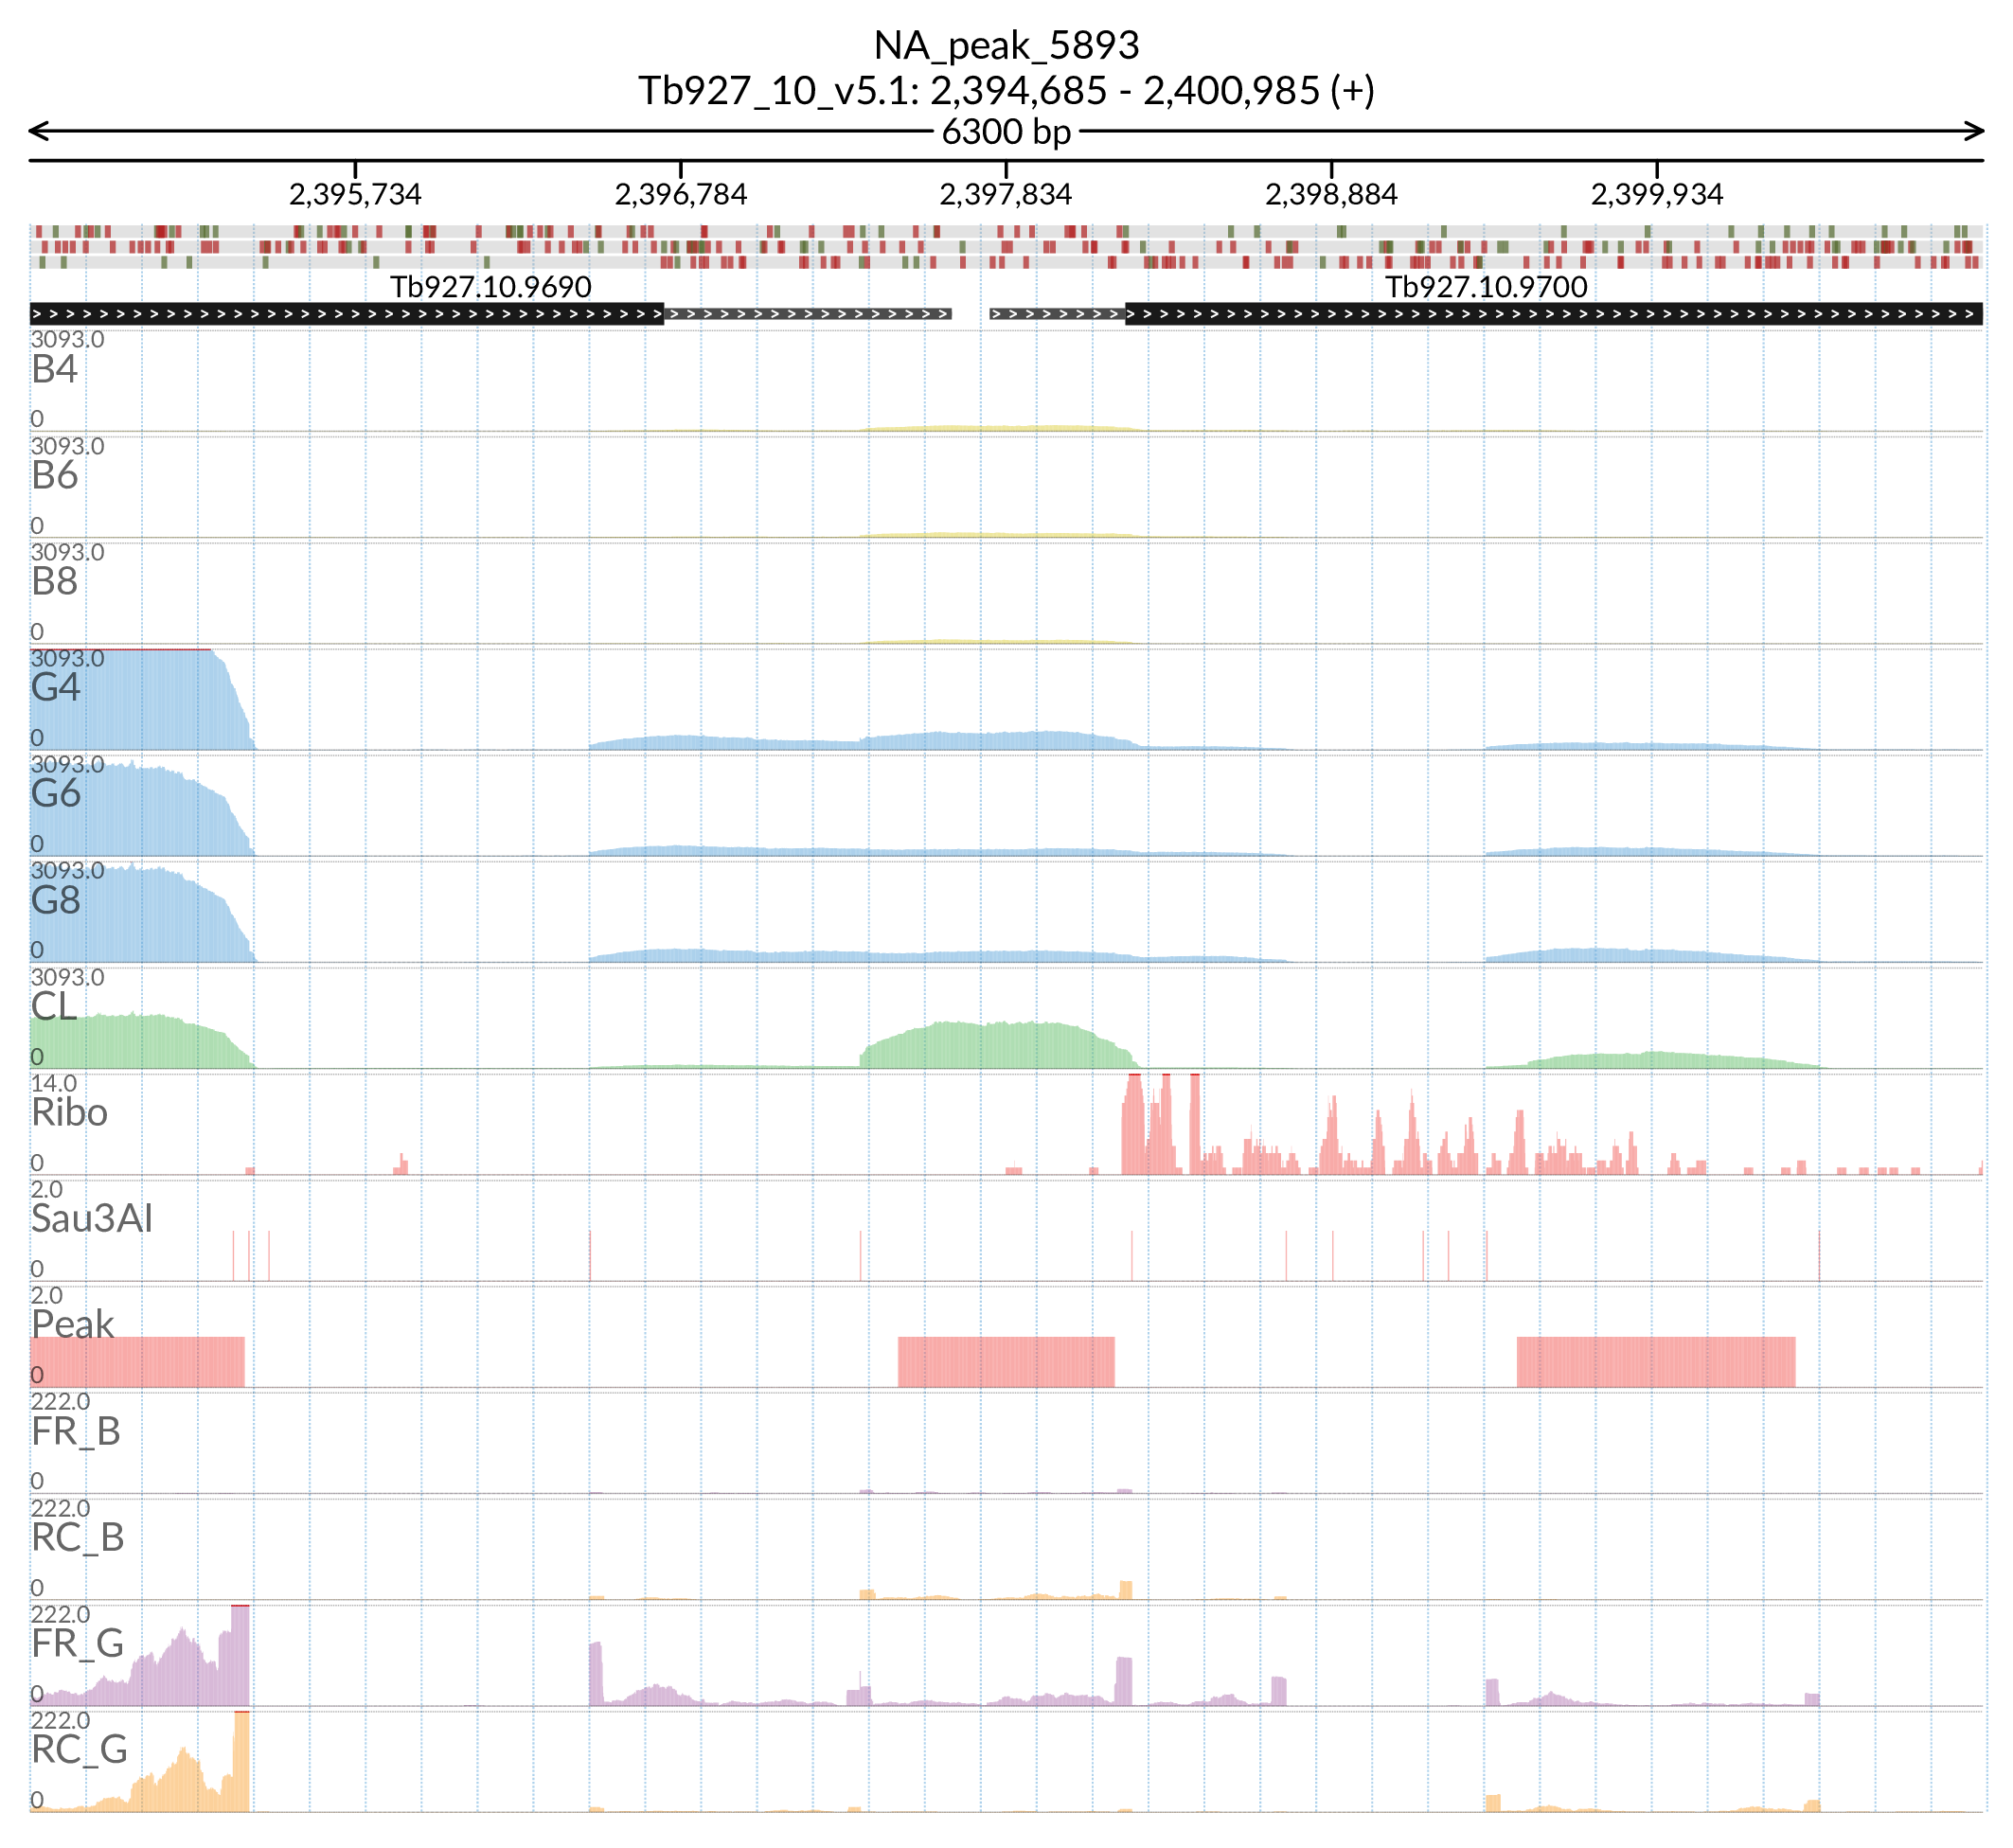 NA_peak_5893
Tb927_10_v5.1: 2,394,685 - 2,400,985 (+)
6300 bp
2,395,734 2,396,784 2,397,834 2,398,884 2,399,934
Tb927.10.9690 Tb927.10.9700
3093.0
B4
0
3093.0
B6
0
3093.0
B8
0
3093.0
G4
0
3093.0
G6
0
3093.0
G8
0
3093.0
CL
0
14.0
Ribo
0
2.0
Sau3AI
0
2.0
Peak
0
222.0
FR_B
0
222.0
RC_B
0
222.0
FR_G
0
222.0
RC_G
0